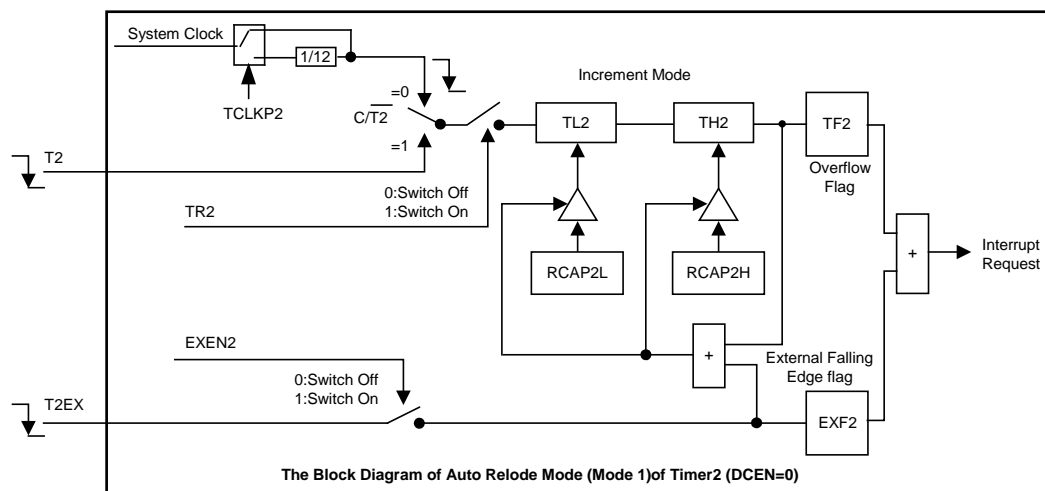 System Clock
1/12
TCLKP2
=0
C/T2
=1
Increment Mode
TL2
TH2
TF2
Overflow
Flag
T2
0:Switch Off
1:Switch On
TR2
RCAP2L
RCAP2H
+
Interrupt
Request
EXEN2
0:Switch Off
1:Switch On
+
External Falling
Edge flag
T2EX
EXF2
The Block Diagram of Auto Relode Mode (Mode 1)of Timer2 (DCEN=0)